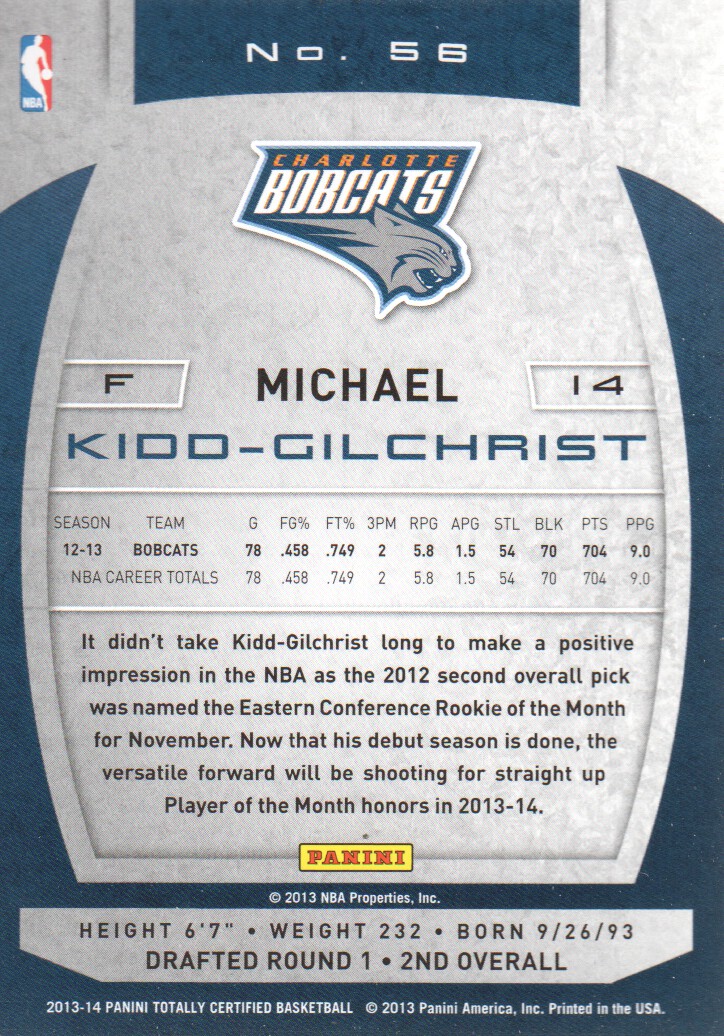 No. 56
NBA
CHARLOTTE
BOBCATS
F
MICHAEL
14
KIDD-GILCHRIST
SEASON TEAM G FG% FT% 3PM RPG APG STL BLK PTS PPG
12-13 BOBCATS 78 .458 .749 2 5.8 1.5 54 70 704 9.0
NBA CAREER TOTALS 78 .458 .749 2 5.8 1.5 54 70 704 9.0
It didn't take Kidd-Gilchrist long to make a positive
impression in the NBA as the 2012 second overall pick
was named the Eastern Conference Rookie of the Month
for November. Now that his debut season is done, the
versatile forward will be shooting for straight up
Player of the Month honors in 2013-14.
PANINI
© 2013 NBA Properties, Inc.
HEIGHT 6'7" • WEIGHT 232 • BORN 9/26/93
DRAFTED ROUND 1 • 2ND OVERALL
2013-14 PANINI TOTALLY CERTIFIED BASKETBALL © 2013 Panini America, Inc. Printed in the USA.